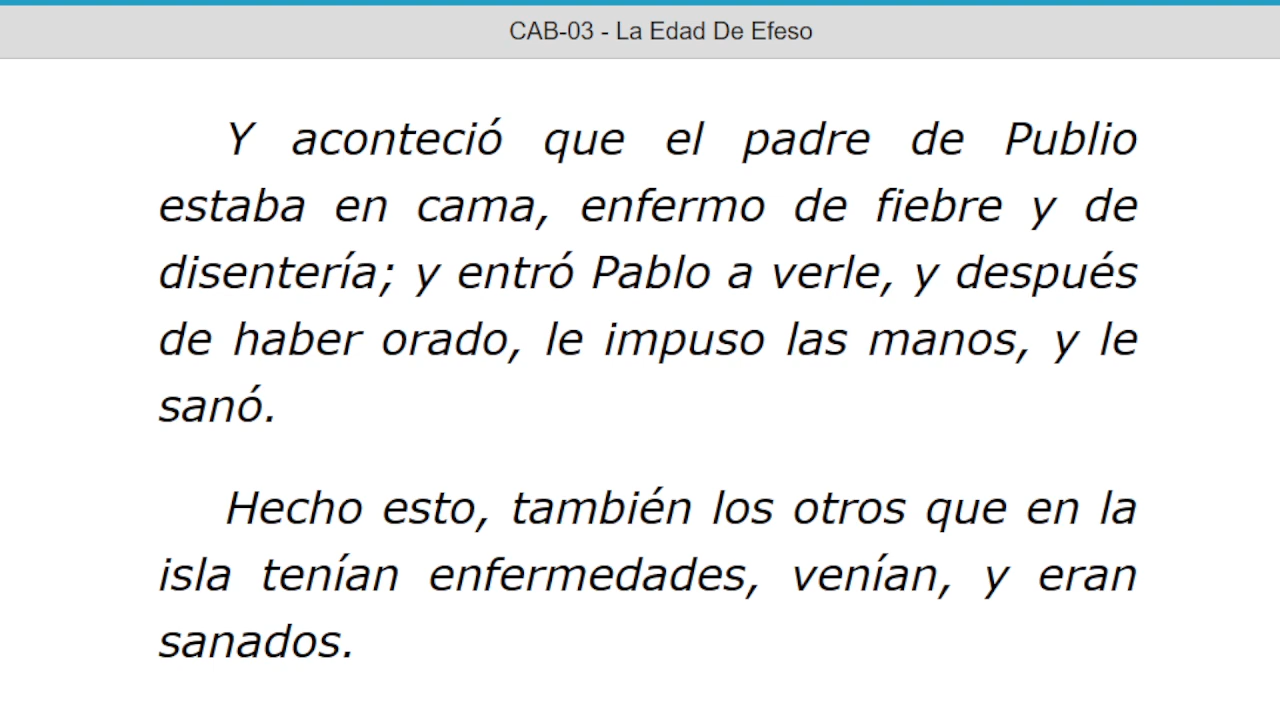 CAB-03 - La Edad De Efeso
Y aconteció que el padre de Publio
estaba en cama, enfermo de fiebre y de
disentería; y entró Pablo a verle, y después
de haber orado, le impuso las manos, y le
sanó.
Hecho esto, también los otros que en la
isla tenían enfermedades, venían, y eran
sanados.